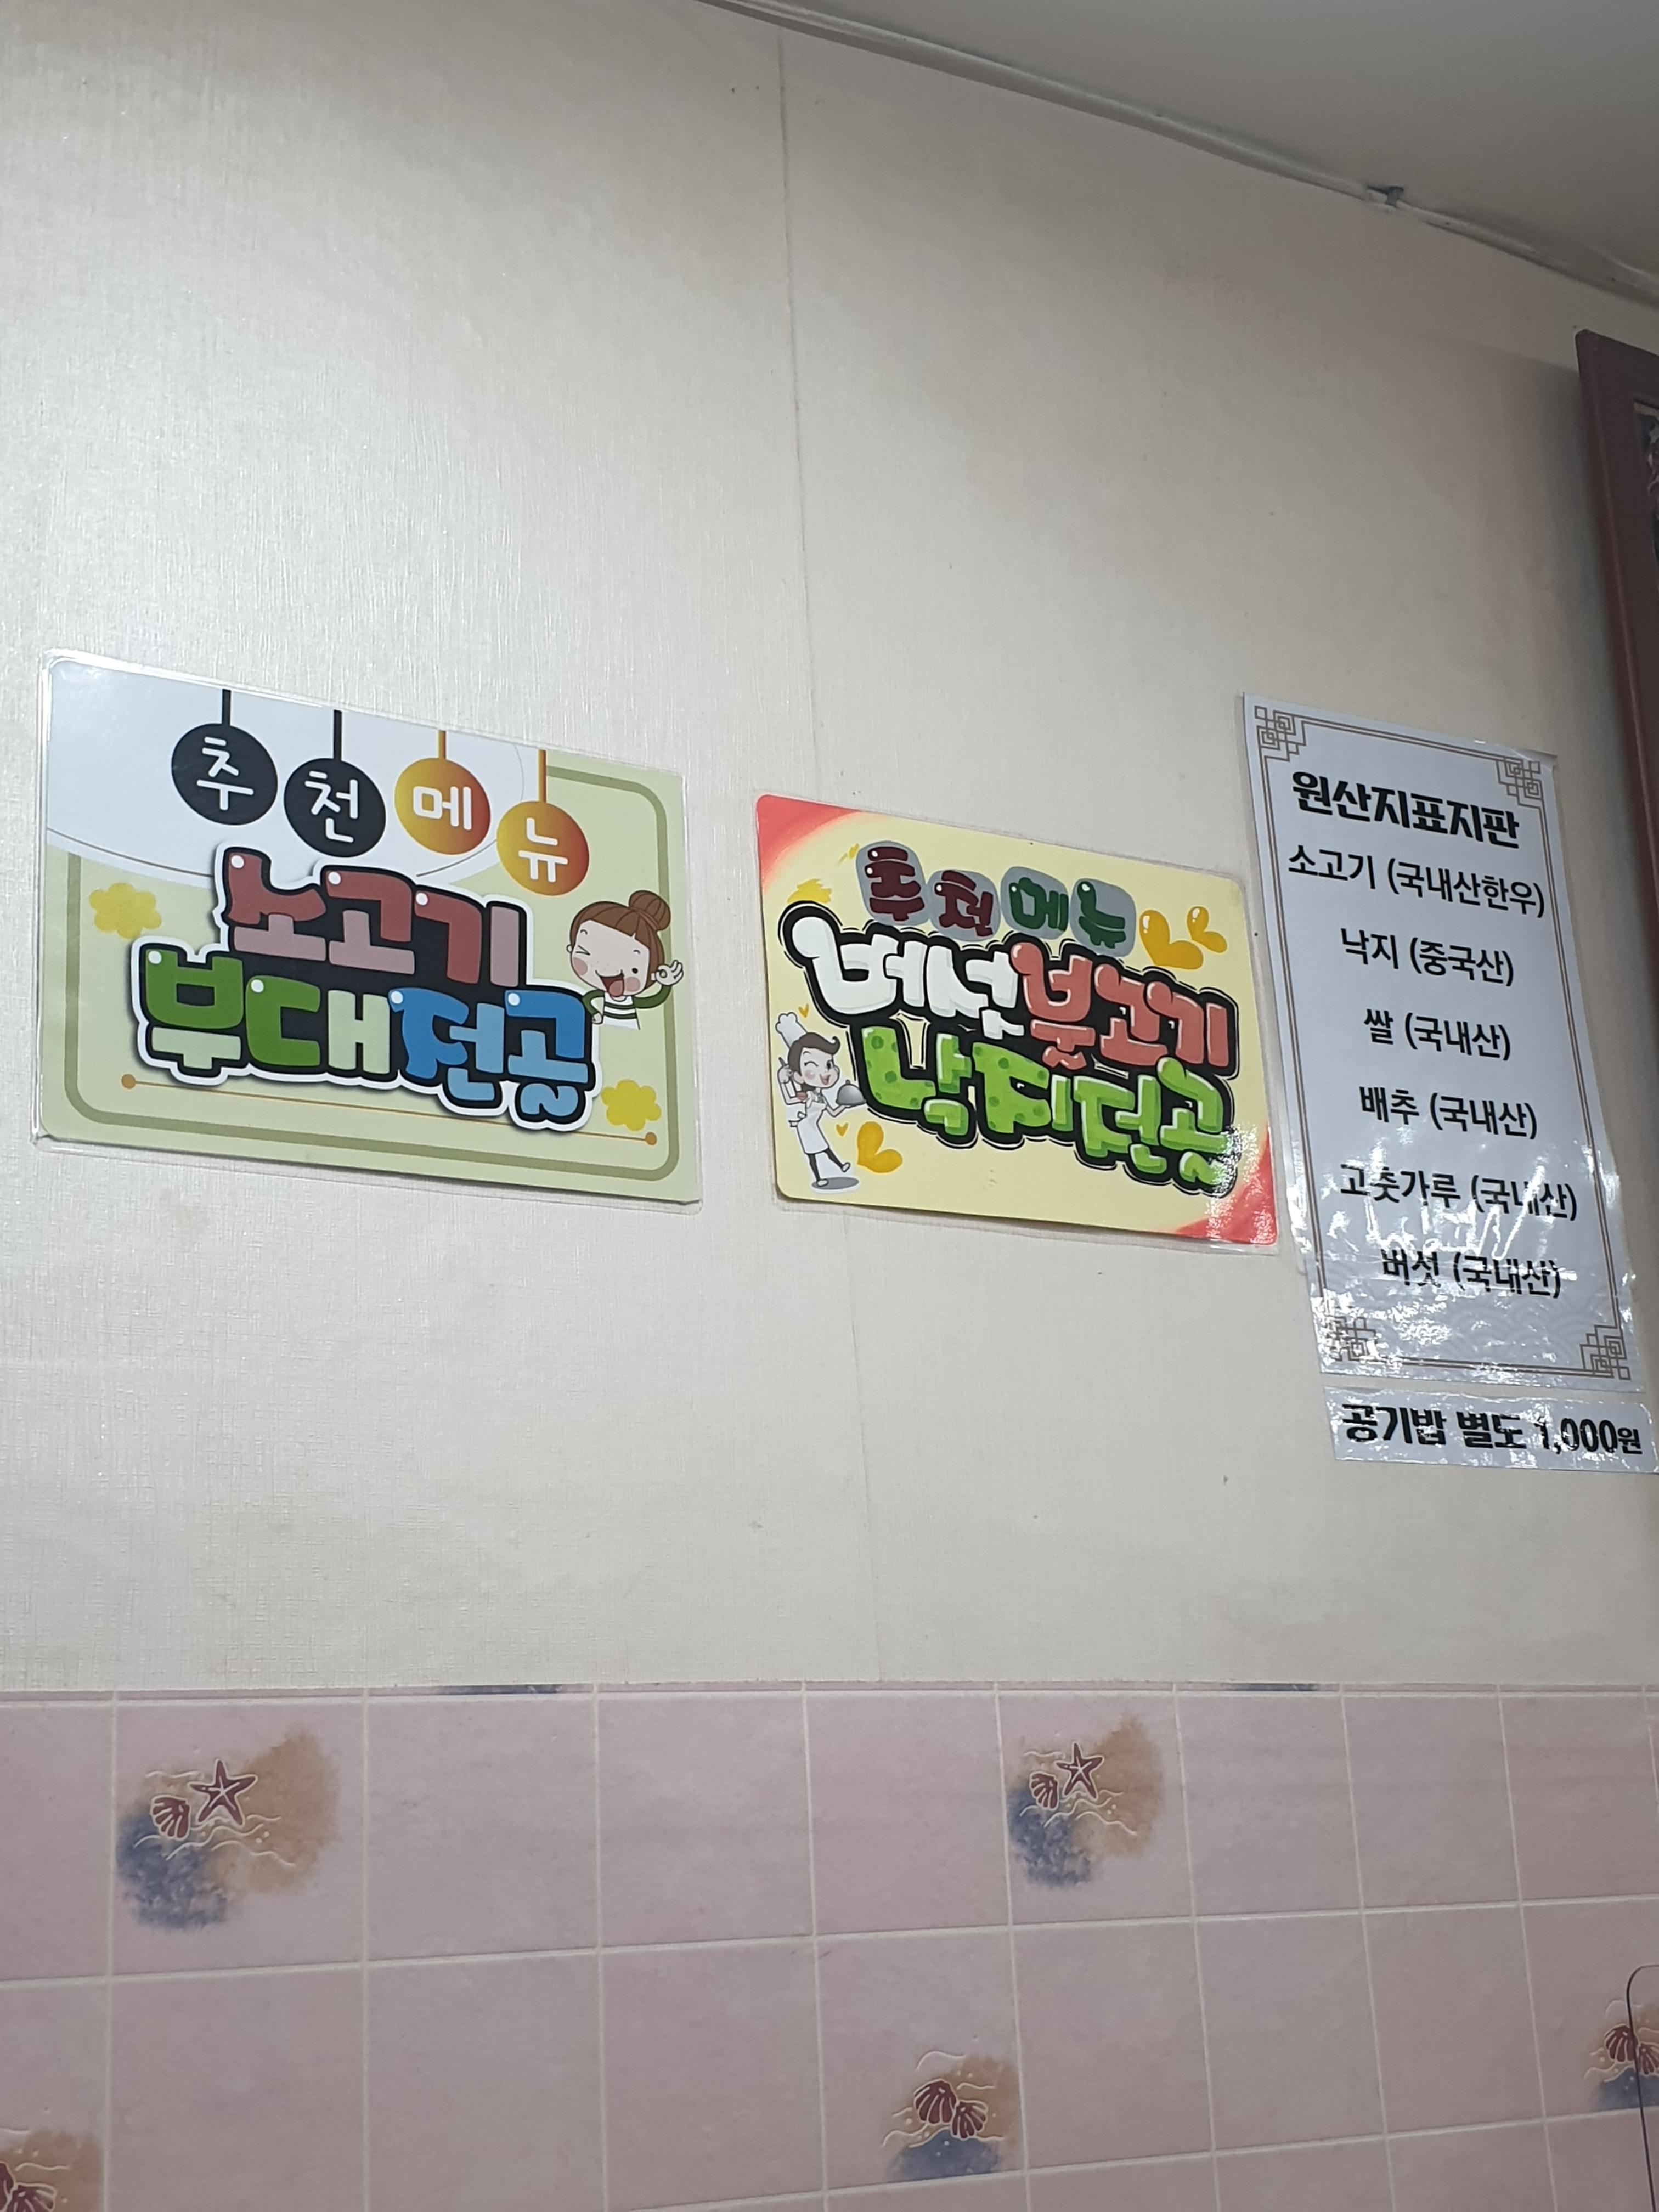 추천메뉴
소고기
부대전골
추천메뉴
버섯불고기
낙지전골
원산지표지판
소고기 (국내산한우)
낙지 (중국산)
쌀 (국내산)
배추 (국내산)
고춧가루 (국내산)
버섯 (국내산)
공기밥 별도 1,000원